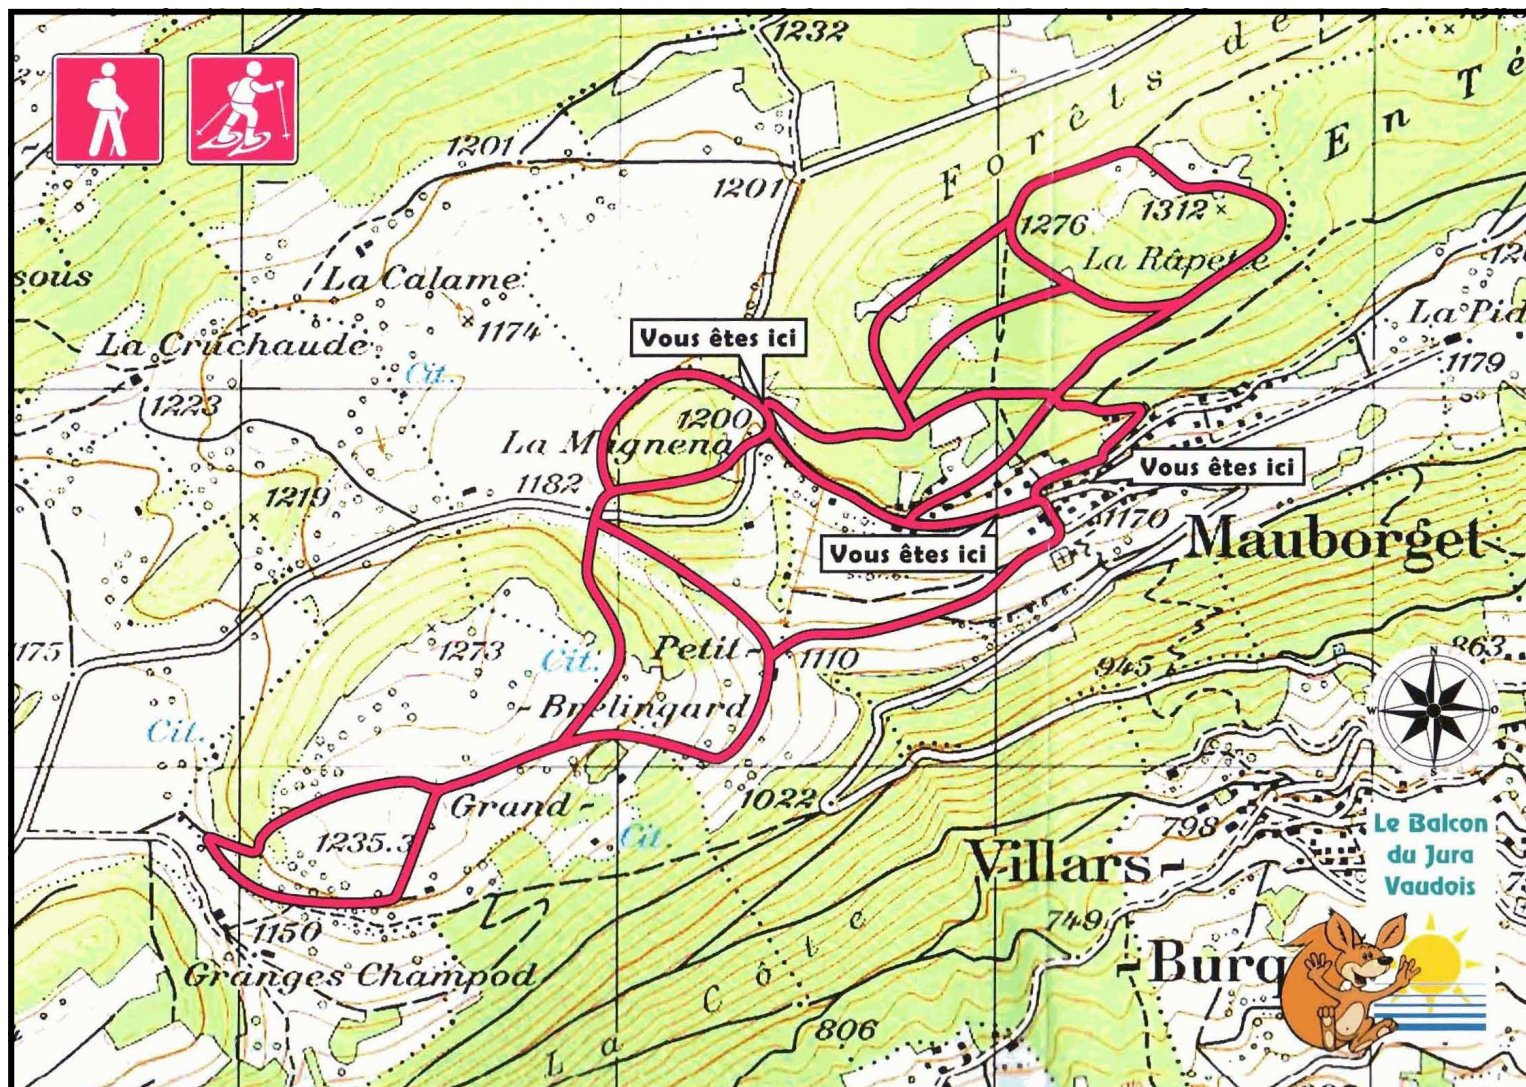 1232
Forêts de
En Té
1201
1201
1276
1312
La Râpette
sous
La Calame
1174
La Pid
1179
La Cruchaude
Cit.
Vous êtes ici
1223
1200
La Magnena
1182
1219
Vous êtes ici
1170
Mauborget
Vous êtes ici
1175
1273
Cit.
Petit-
1110
945
863
N
W
O
S
-Brelingard
Cit.
1022
Grand-
1235.3
Cit.
798
Villars-
Le Balcon
du Jura
Vaudois
749
1150
Granges Champod
-Burq
La Côte
806